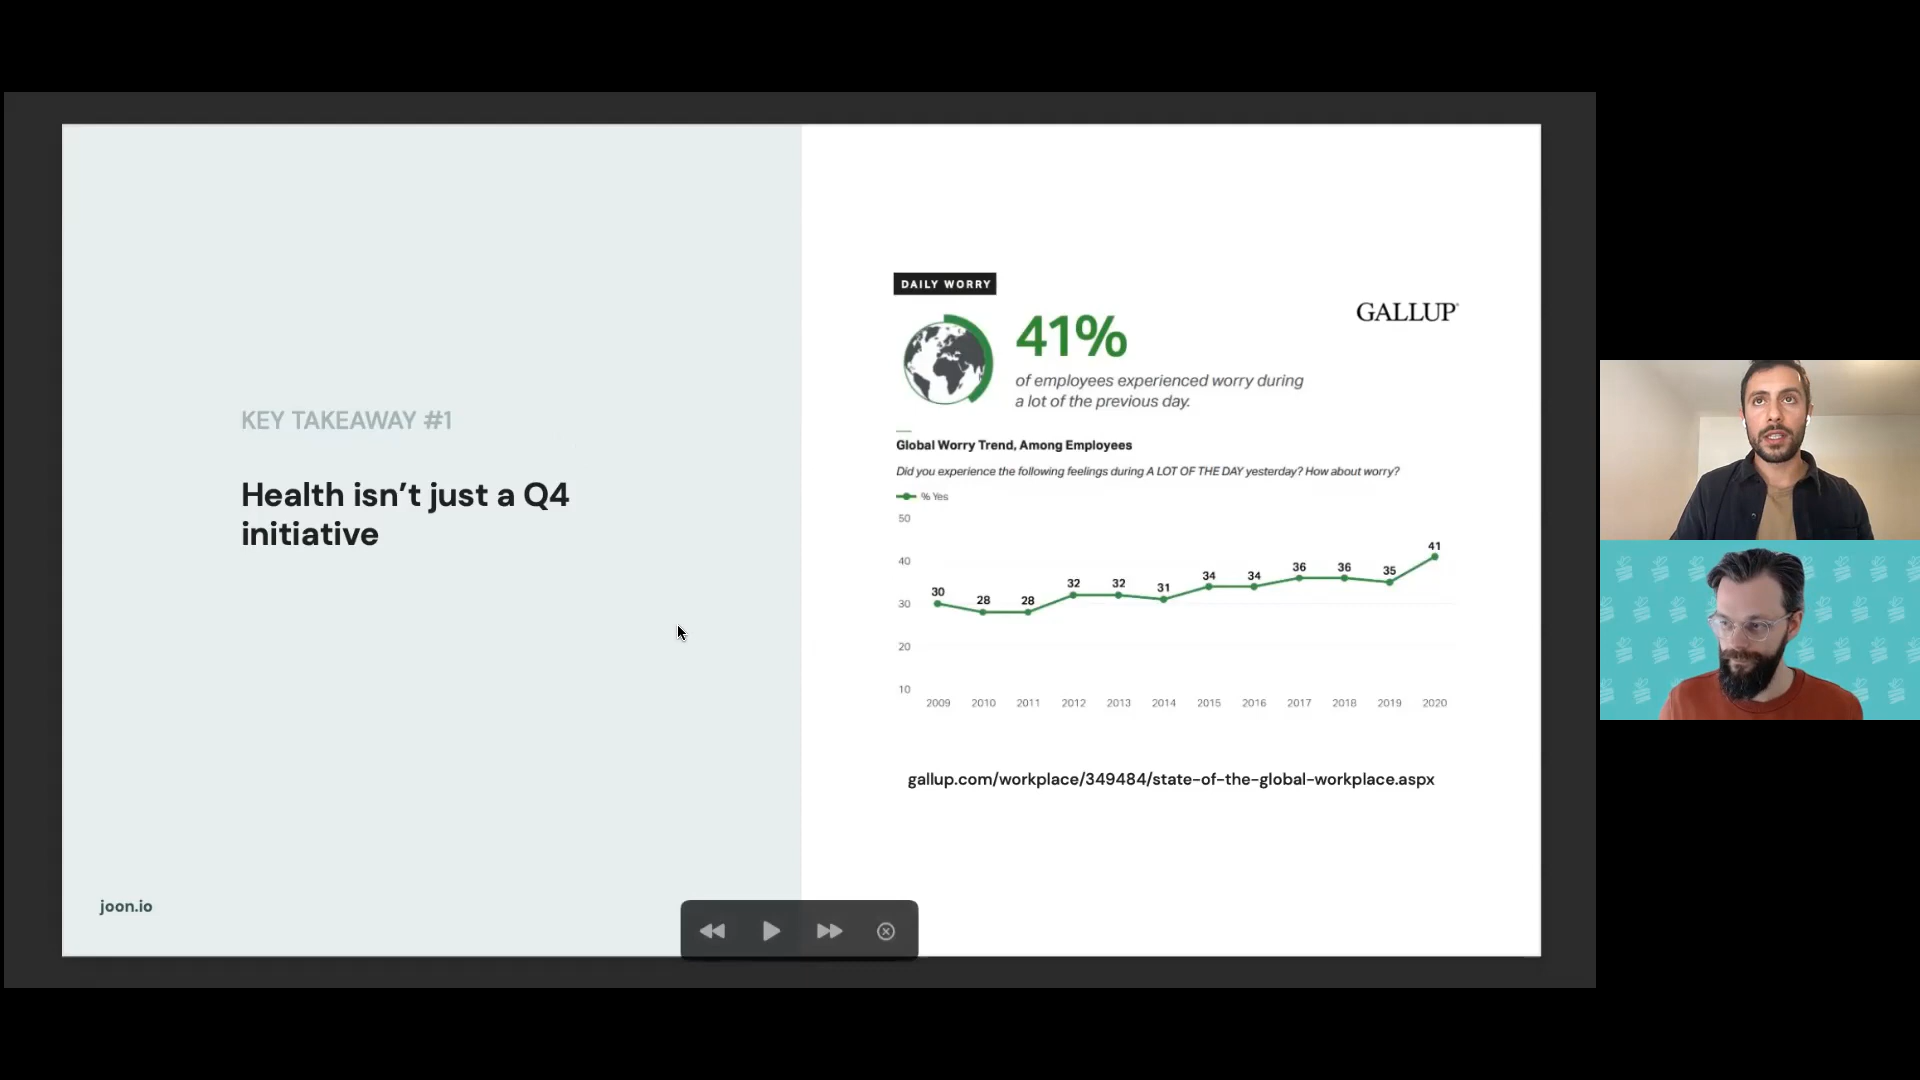 KEY TAKEAWAY #1
Health isn’t just a Q4
initiative
joon.io
DAILY WORRY
GALLUP
41%
of employees experienced worry during
a lot of the previous day.
Global Worry Trend, Among Employees
Did you experience the following feelings during A LOT OF THE DAY yesterday? How about worry?
% Yes
50
40
30
20
10
30 28 28 32 32 31 34 34 36 36 35 41
2009 2010 2011 2012 2013 2014 2015 2016 2017 2018 2019 2020
gallup.com/workplace/349484/state-of-the-global-workplace.aspx